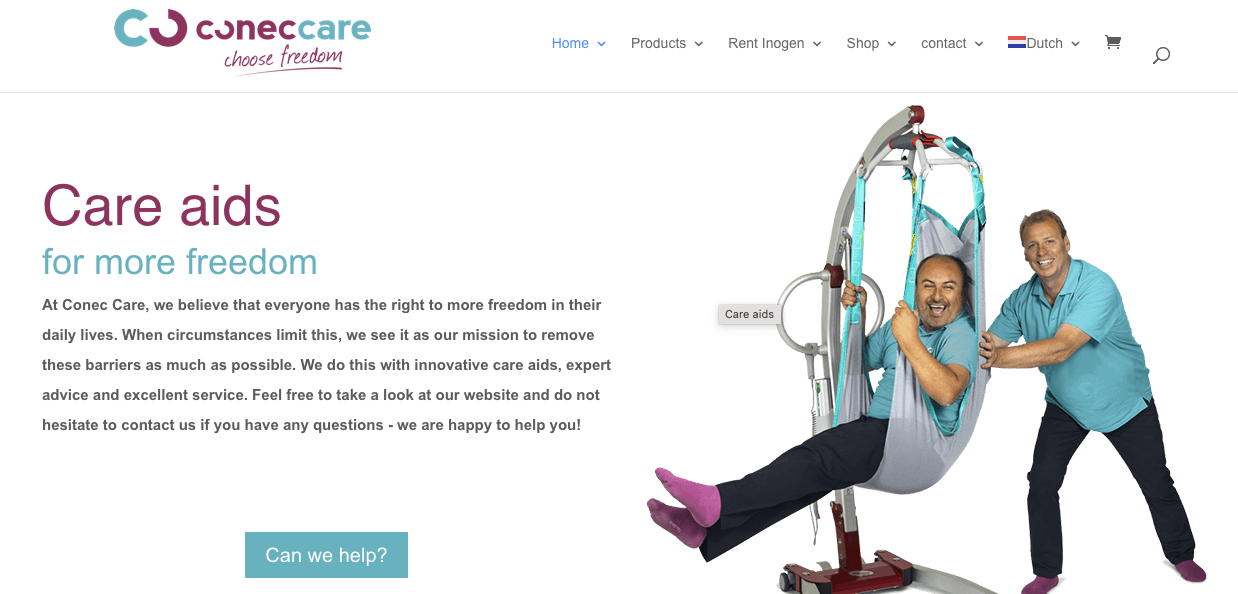 coneccare
choose freedom
Home Products Rent Inogen Shop contact Dutch
Care aids
for more freedom
At Conec Care, we believe that everyone has the right to more freedom in their
daily lives. When circumstances limit this, we see it as our mission to remove
these barriers as much as possible. We do this with innovative care aids, expert
advice and excellent service. Feel free to take a look at our website and do not
hesitate to contact us if you have any questions - we are happy to help you!
Can we help?
Care aids